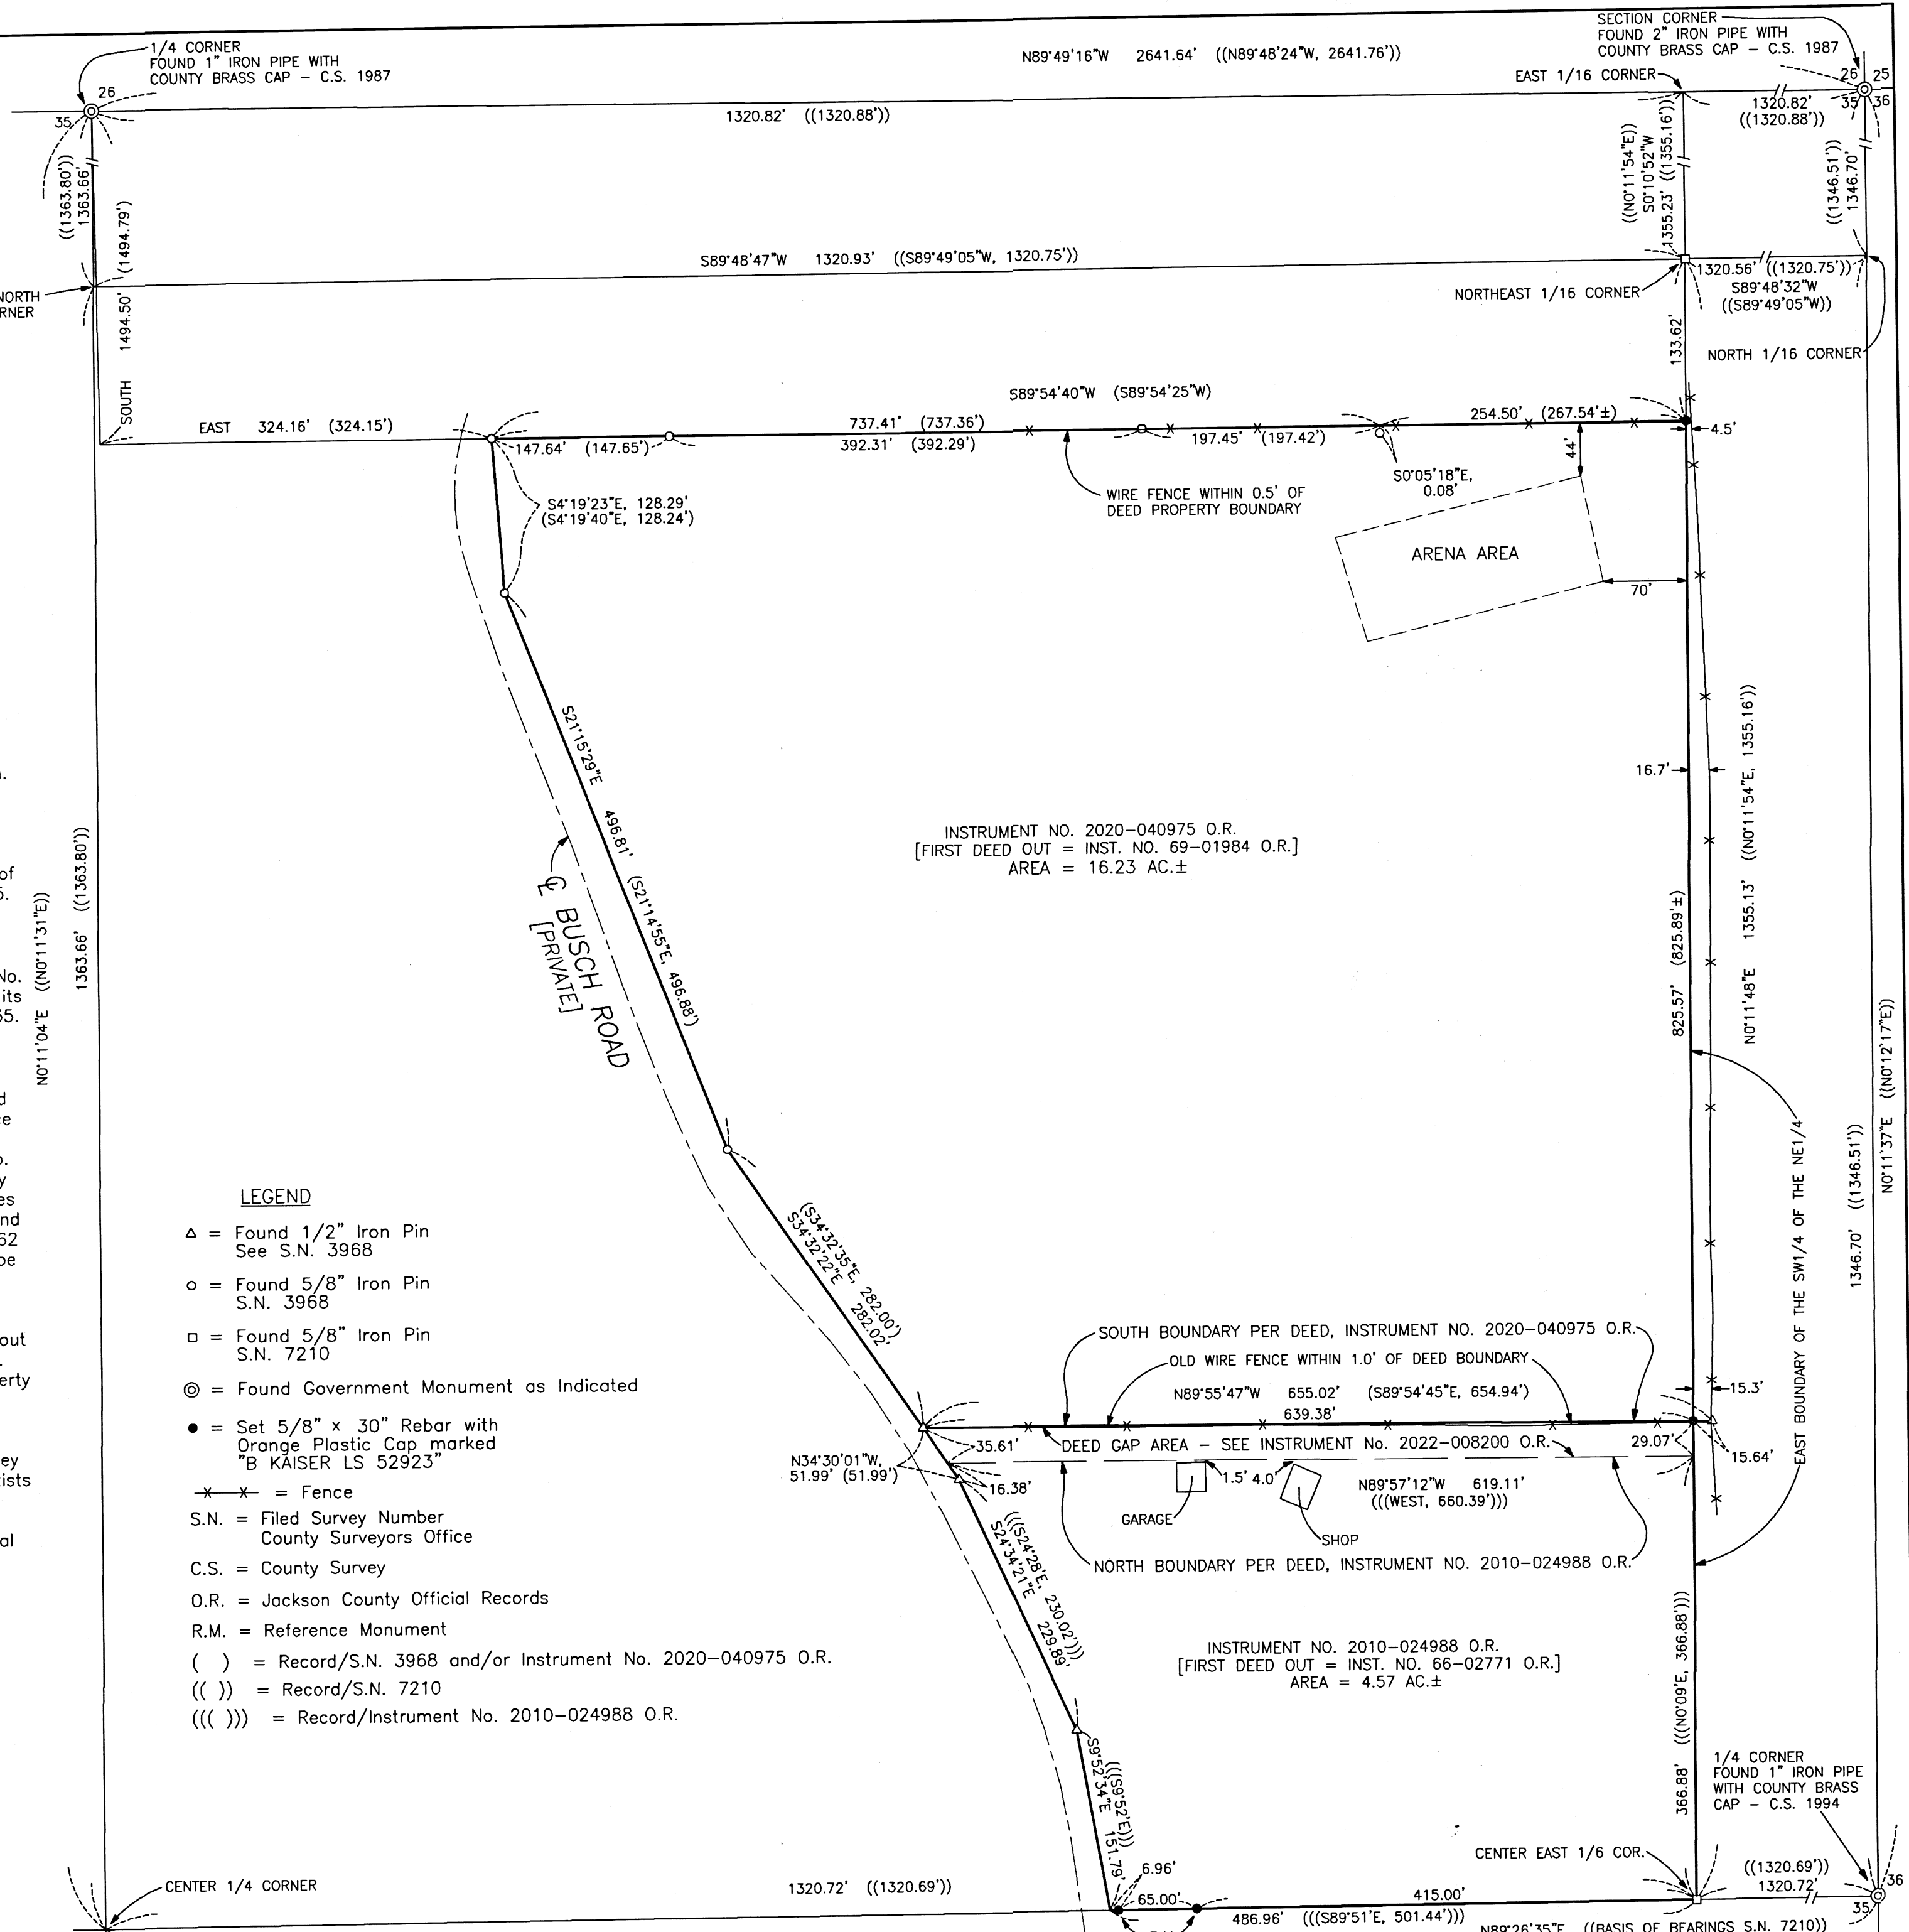 1/4 CORNER
FOUND 1" IRON PIPE WITH
COUNTY BRASS CAP – C.S. 1987
N89°49'16"W 2641.64' ((N89°48'24"W, 2641.76'))
SECTION CORNER
FOUND 2" IRON PIPE WITH
COUNTY BRASS CAP – C.S. 1987
EAST 1/16 CORNER
26
35
26 25
35 36
1320.82' ((1320.88'))
1320.82'
((1320.88'))
((1363.80'))
1363.66'
SOUTH 1494.50' (1494.79')
((N0°11'54"E))
S0°10'52"W
1355.23' ((1355.16'))
((1346.51'))
1346.70'
S89°48'47"W 1320.93' ((S89°49'05"W, 1320.75'))
1320.56' ((1320.75'))
S89°48'32"W
((S89°49'05"W))
NORTH
RNER
NORTHEAST 1/16 CORNER
NORTH 1/16 CORNER
133.62'
S89°54'40"W (S89°54'25"W)
EAST 324.16' (324.15')
737.41' (737.36')
254.50' (267.54'±)
147.64' (147.65')
392.31' (392.29')
197.45' (197.42')
4.5'
44'
S0°05'18"E,
0.08'
S4°19'23"E, 128.29'
(S4°19'40"E, 128.24')
WIRE FENCE WITHIN 0.5' OF
DEED PROPERTY BOUNDARY
ARENA AREA
70'
S21°15'29"E 496.81' (S21°14'55"E, 496.88')
℄ BUSCH ROAD
[PRIVATE]
16.7'
INSTRUMENT NO. 2020–040975 O.R.
[FIRST DEED OUT = INST. NO. 69–01984 O.R.]
AREA = 16.23 AC.±
825.57' (825.89'±)
N0°11'48"E 1355.13' ((N0°11'54"E, 1355.16'))
N0°11'04"E ((N0°11'31"E))
1363.66' ((1363.80'))
of
No.
its
55.
d
ce
o.
y
es
nd
62
be
out
erty
ey
ists
al
EAST BOUNDARY OF THE SW1/4 OF THE NE1/4
1346.70' ((1346.51'))
N0°11'37"E ((N0°12'17"E))
LEGEND
△ = Found 1/2" Iron Pin
See S.N. 3968
○ = Found 5/8" Iron Pin
S.N. 3968
□ = Found 5/8" Iron Pin
S.N. 7210
◎ = Found Government Monument as Indicated
● = Set 5/8" x 30" Rebar with
Orange Plastic Cap marked
"B KAISER LS 52923"
—x—x— = Fence
S.N. = Filed Survey Number
County Surveyors Office
C.S. = County Survey
O.R. = Jackson County Official Records
R.M. = Reference Monument
( ) = Record/S.N. 3968 and/or Instrument No. 2020–040975 O.R.
(( )) = Record/S.N. 7210
((( ))) = Record/Instrument No. 2010–024988 O.R.
(S34°32'35"E, 282.00')
S34°32'22"E 282.02'
SOUTH BOUNDARY PER DEED, INSTRUMENT NO. 2020–040975 O.R.
OLD WIRE FENCE WITHIN 1.0' OF DEED BOUNDARY
N89°55'47"W 655.02' (S89°54'45"E, 654.94')
639.38'
15.3'
35.61'
DEED GAP AREA – SEE INSTRUMENT No. 2022–008200 O.R.
29.07'
15.64'
N34°30'01"W,
51.99' (51.99')
16.38'
1.5' 4.0'
N89°57'12"W 619.11'
(((WEST, 660.39')))
GARAGE
SHOP
NORTH BOUNDARY PER DEED, INSTRUMENT NO. 2010–024988 O.R.
(((S24°28'E, 230.02')))
S24°34'21"E 229.89'
INSTRUMENT NO. 2010–024988 O.R.
[FIRST DEED OUT = INST. NO. 66–02771 O.R.]
AREA = 4.57 AC.±
366.88' (((N0°09'E, 366.88')))
(((S9°52'E)))
S9°52'34"E 151.79'
1/4 CORNER
FOUND 1" IRON PIPE
WITH COUNTY BRASS
CAP – C.S. 1994
CENTER EAST 1/6 COR.
CENTER 1/4 CORNER
1320.72' ((1320.69'))
6.96'
65.00'
415.00'
486.96' (((S89°51'E, 501.44')))
((1320.69'))
1320.72'
36
35
N89°26'35"E ((BASIS OF BEARINGS S.N. 7210))